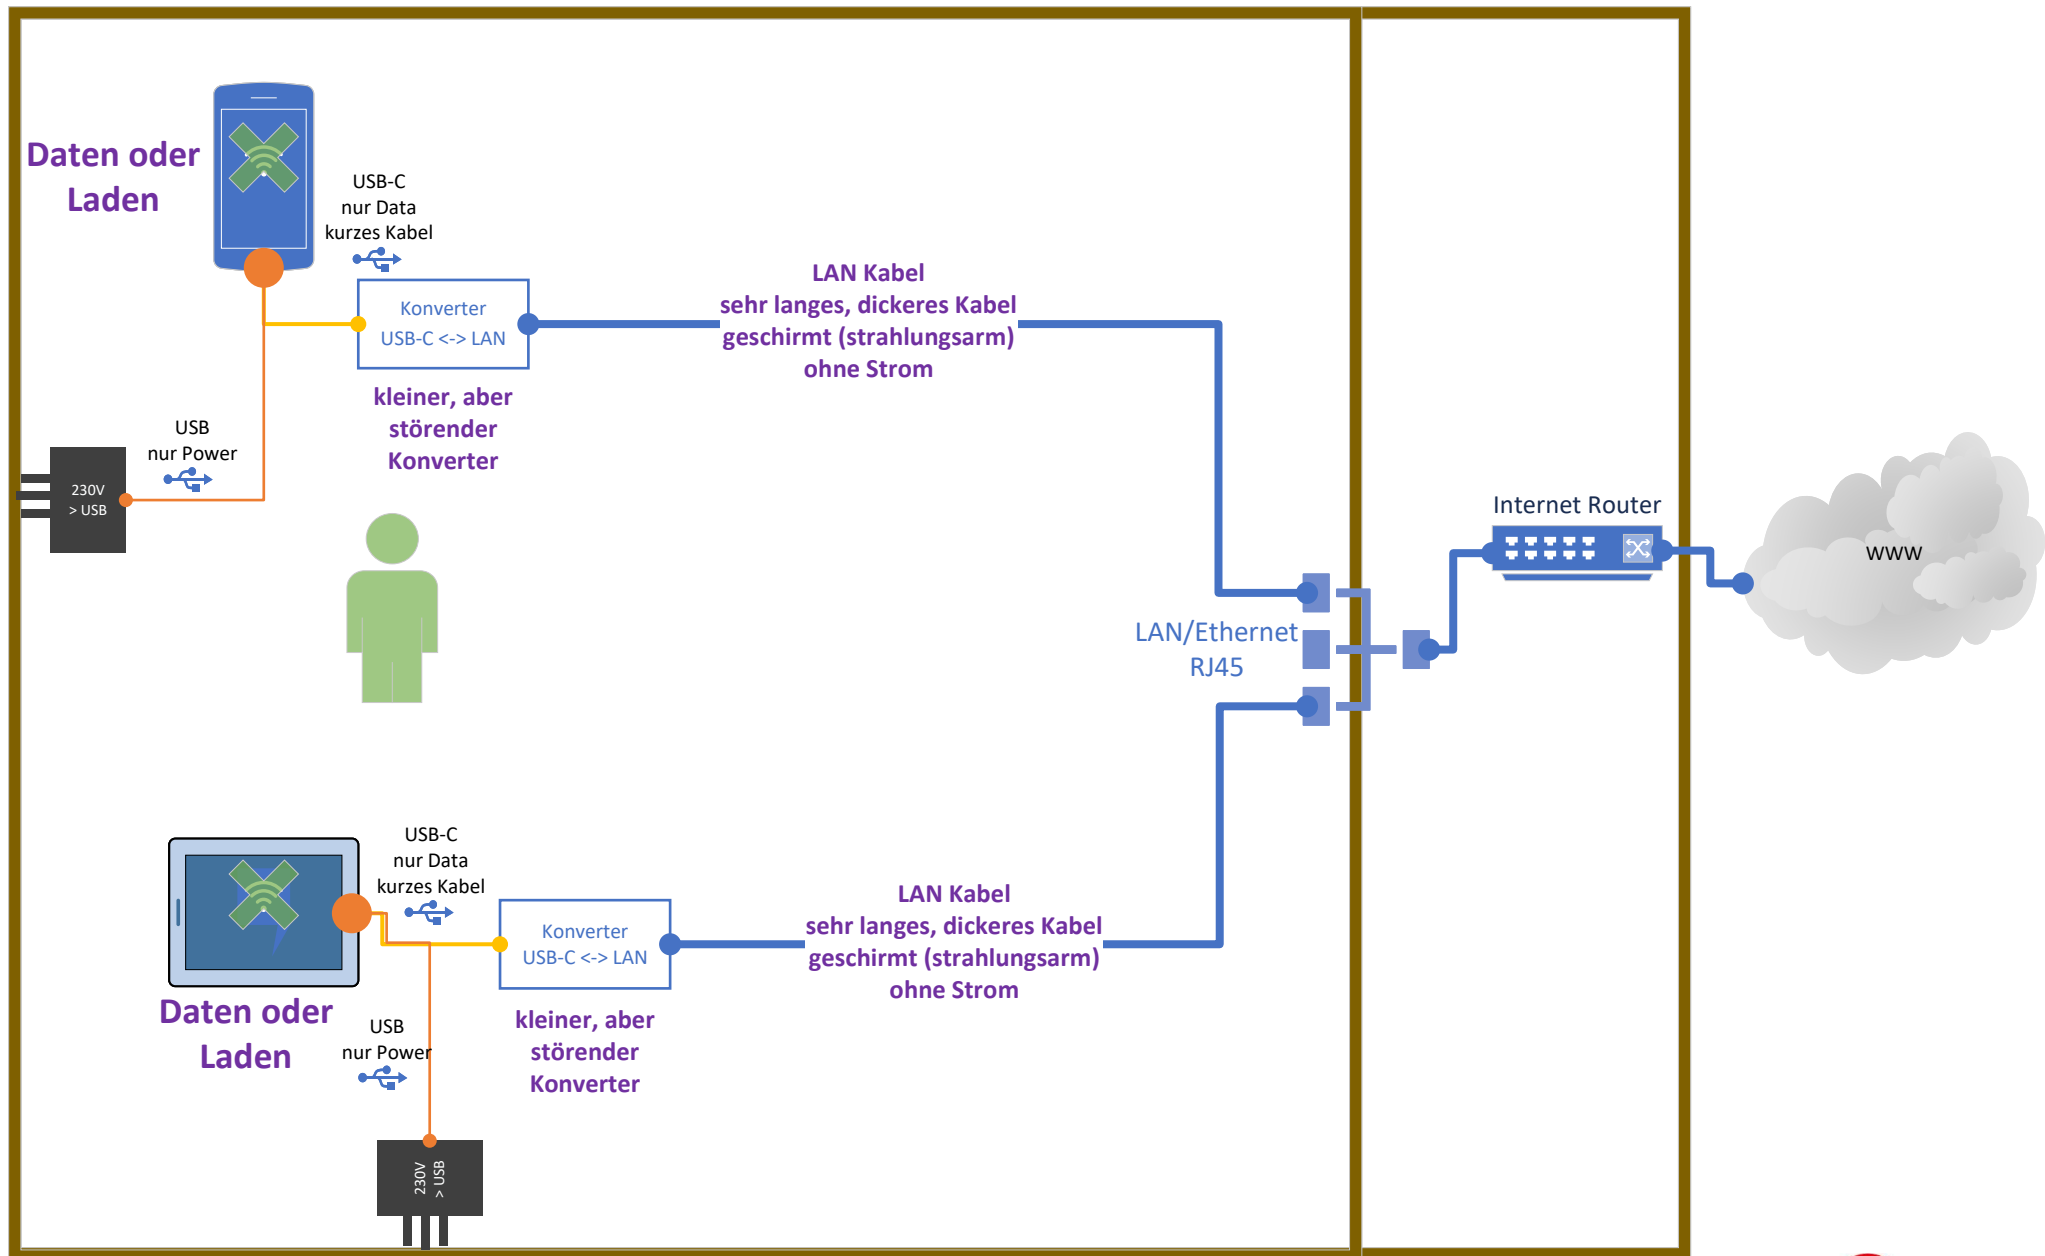 Daten oder
Laden
USB-C
nur Data
kurzes Kabel
Konverter
USB-C <-> LAN
kleiner, aber
störender
Konverter
LAN Kabel
sehr langes, dickeres Kabel
geschirmt (strahlungsarm)
ohne Strom
USB
nur Power
230V
> USB
Internet Router
WWW
LAN/Ethernet
RJ45
USB-C
nur Data
kurzes Kabel
Konverter
USB-C <-> LAN
kleiner, aber
störender
Konverter
LAN Kabel
sehr langes, dickeres Kabel
geschirmt (strahlungsarm)
ohne Strom
Daten oder
Laden
USB
nur Power
230V
> USB